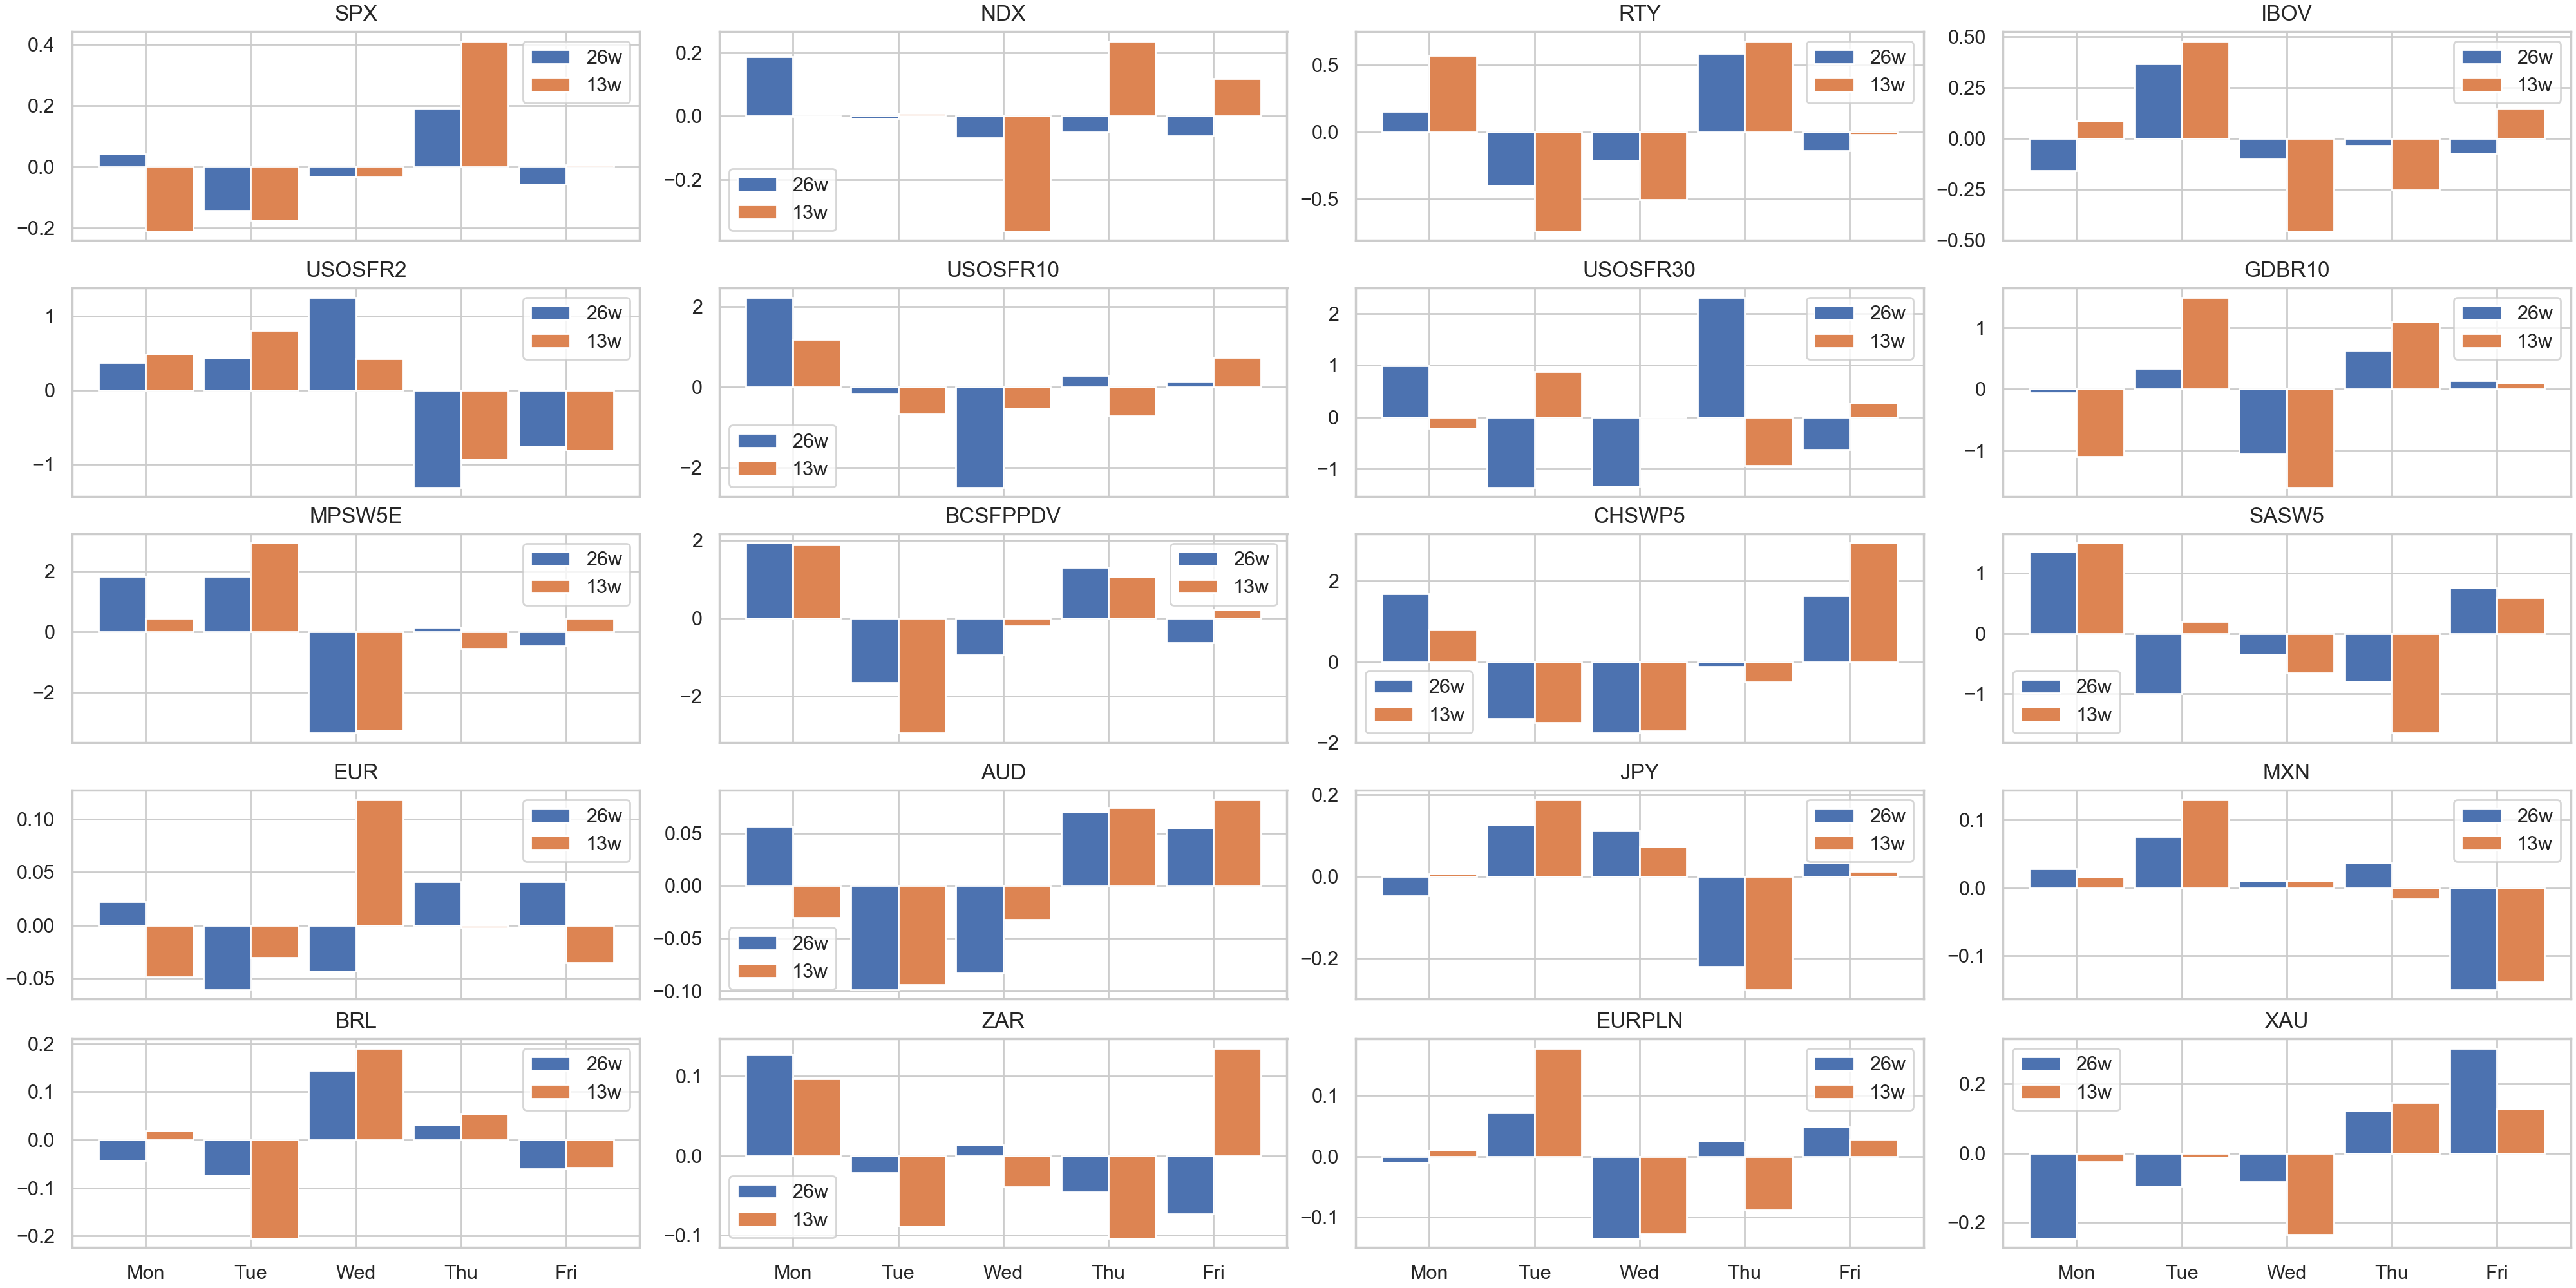 SPX
0.4
0.2
0.0
−0.2
26w
13w
NDX
0.2
0.0
−0.2
26w
13w
RTY
0.5
0.0
−0.5
26w
13w
IBOV
0.50
0.25
0.00
−0.25
−0.50
26w
13w
USOSFR2
1
0
−1
26w
13w
USOSFR10
2
0
−2
26w
13w
USOSFR30
2
1
0
−1
26w
13w
GDBR10
1
0
−1
26w
13w
MPSW5E
2
0
−2
26w
13w
BCSFPPDV
2
0
−2
26w
13w
CHSWP5
2
0
−2
26w
13w
SASW5
1
0
−1
26w
13w
EUR
0.10
0.05
0.00
−0.05
26w
13w
AUD
0.05
0.00
−0.05
−0.10
26w
13w
JPY
0.2
0.0
−0.2
26w
13w
MXN
0.1
0.0
−0.1
26w
13w
BRL
0.2
0.1
0.0
−0.1
−0.2
26w
13w
Mon Tue Wed Thu Fri
ZAR
0.1
0.0
−0.1
26w
13w
Mon Tue Wed Thu Fri
EURPLN
0.1
0.0
−0.1
26w
13w
Mon Tue Wed Thu Fri
XAU
0.2
0.0
−0.2
26w
13w
Mon Tue Wed Thu Fri